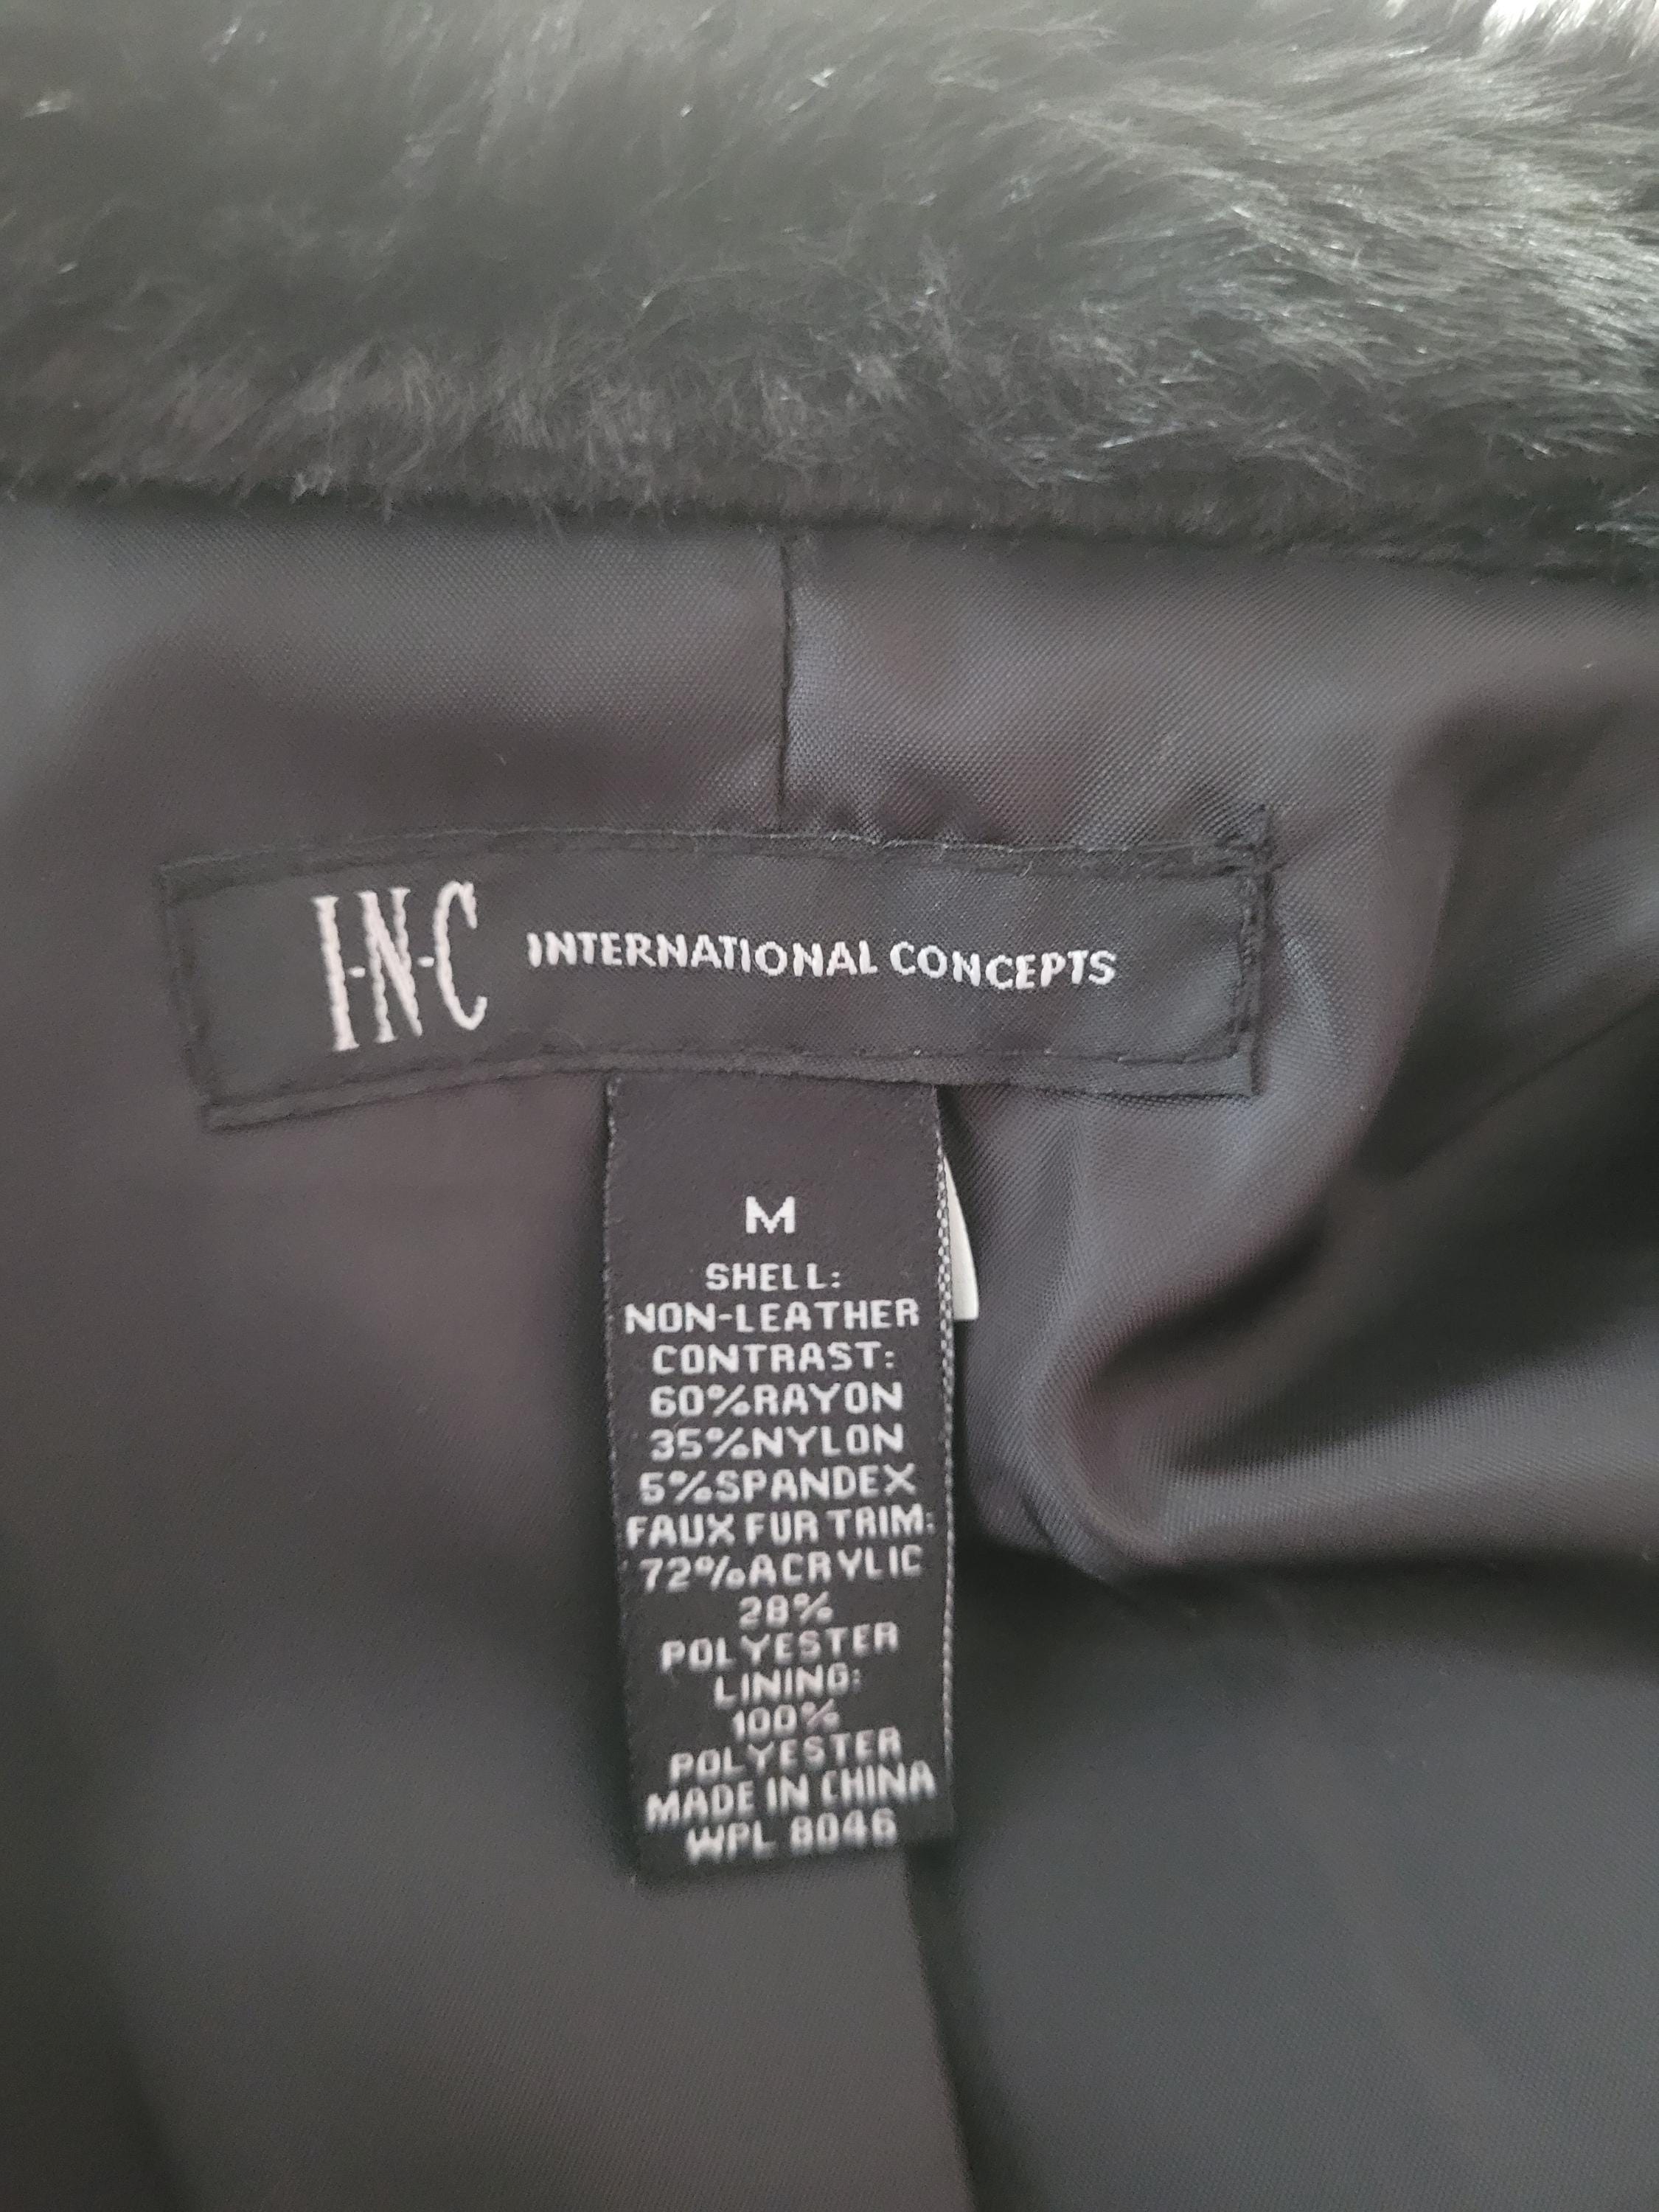 I-N-C INTERNATIONAL CONCEPTS
M
SHELL:
NON-LEATHER
CONTRAST:
60%RAYON
35%NYLON
5%SPANDEX
FAUX FUR TRIM:
72%ACRYLIC
28%
POLYESTER
LINING:
100%
POLYESTER
MADE IN CHINA
WPL 8046